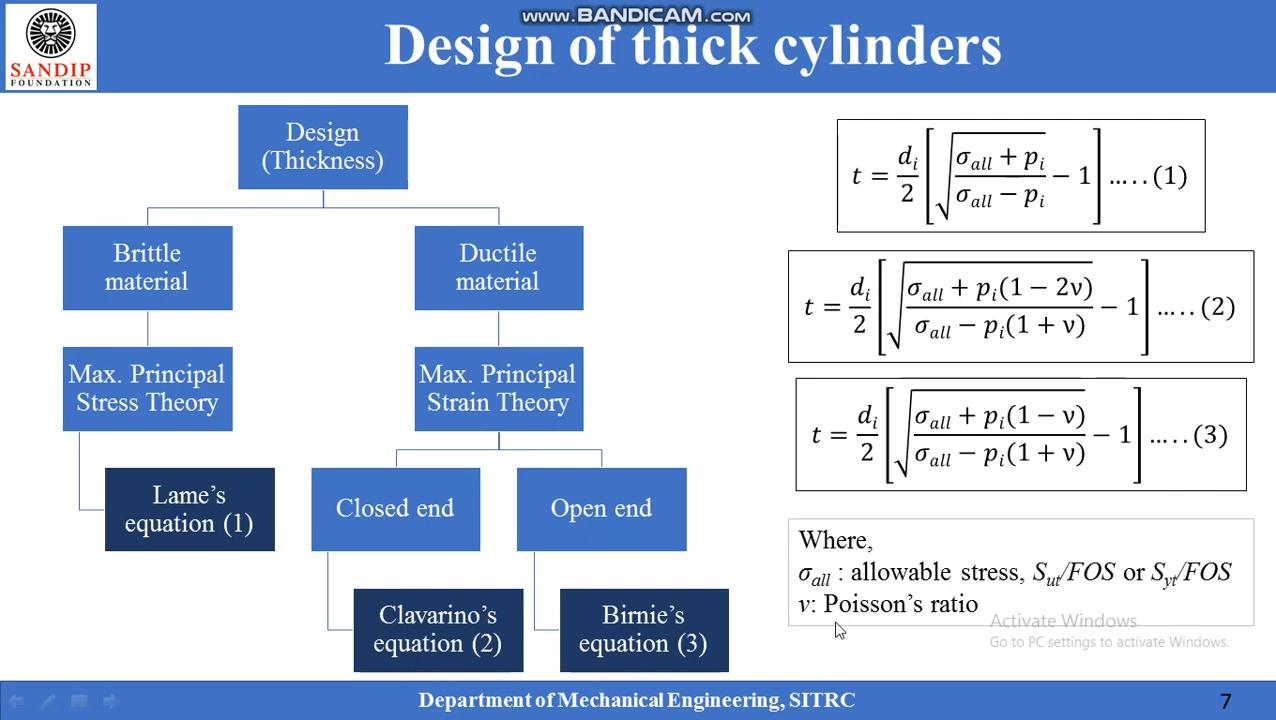 www.BANDICAM.com
SANDIP
FOUNDATION
Design of thick cylinders
Design
(Thickness)
Brittle
material
Ductile
material
Max. Principal
Stress Theory
Max. Principal
Strain Theory
Lame’s
equation (1)
Closed end
Open end
Clavarino’s
equation (2)
Birnie’s
equation (3)
t = d_i/2 [√((σ_all + p_i)/(σ_all − p_i)) − 1] ….. (1)
t = d_i/2 [√((σ_all + p_i(1 − 2ν))/(σ_all − p_i(1 + ν))) − 1] ….. (2)
t = d_i/2 [√((σ_all + p_i(1 − ν))/(σ_all − p_i(1 + ν))) − 1] ….. (3)
Where,
σ_all : allowable stress, S_ut/FOS or S_yt/FOS
ν: Poisson’s ratio
Activate Windows
Go to PC settings to activate Windows.
Department of Mechanical Engineering, SITRC
7